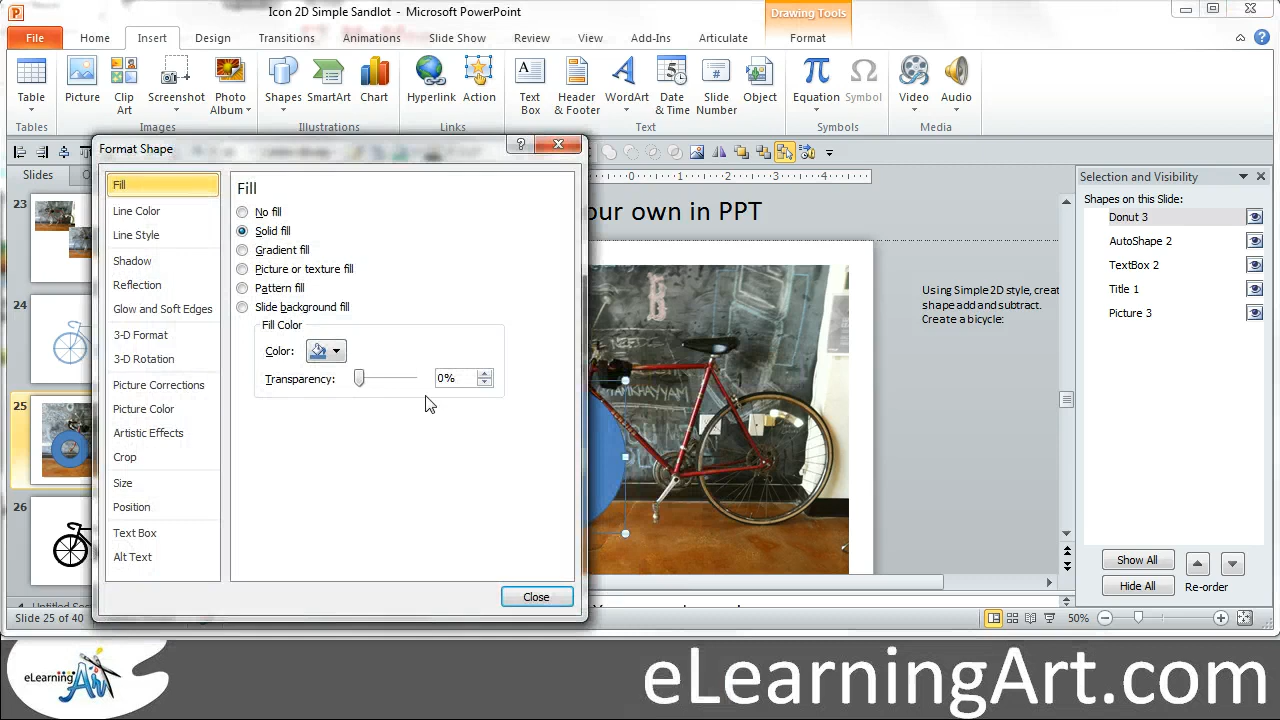 Icon 2D Simple Sandlot - Microsoft PowerPoint
Drawing Tools
File Home Insert Design Transitions Animations Slide Show Review View Add-Ins Articulate Format
Table Picture Clip Art Screenshot Photo Album Shapes SmartArt Chart Hyperlink Action Text Box Header & Footer WordArt Date & Time Slide Number Object Equation Symbol Video Audio
Tables Images Illustrations Links Text Symbols Media
Format Shape
Fill
Line Color
Line Style
Shadow
Reflection
Glow and Soft Edges
3-D Format
3-D Rotation
Picture Corrections
Picture Color
Artistic Effects
Crop
Size
Position
Text Box
Alt Text
Fill
No fill
Solid fill
Gradient fill
Picture or texture fill
Pattern fill
Slide background fill
Fill Color
Color:
Transparency: 0%
Close
Slides
23
24
25
26
0 1 2 3 4
our own in PPT
Using Simple 2D style, creat
shape add and subtract.
Create a bicycle:
Selection and Visibility
Shapes on this Slide:
Donut 3
AutoShape 2
TextBox 2
Title 1
Picture 3
Show All
Hide All
Re-order
Slide 25 of 40
50%
eLearning
Art
eLearningArt.com